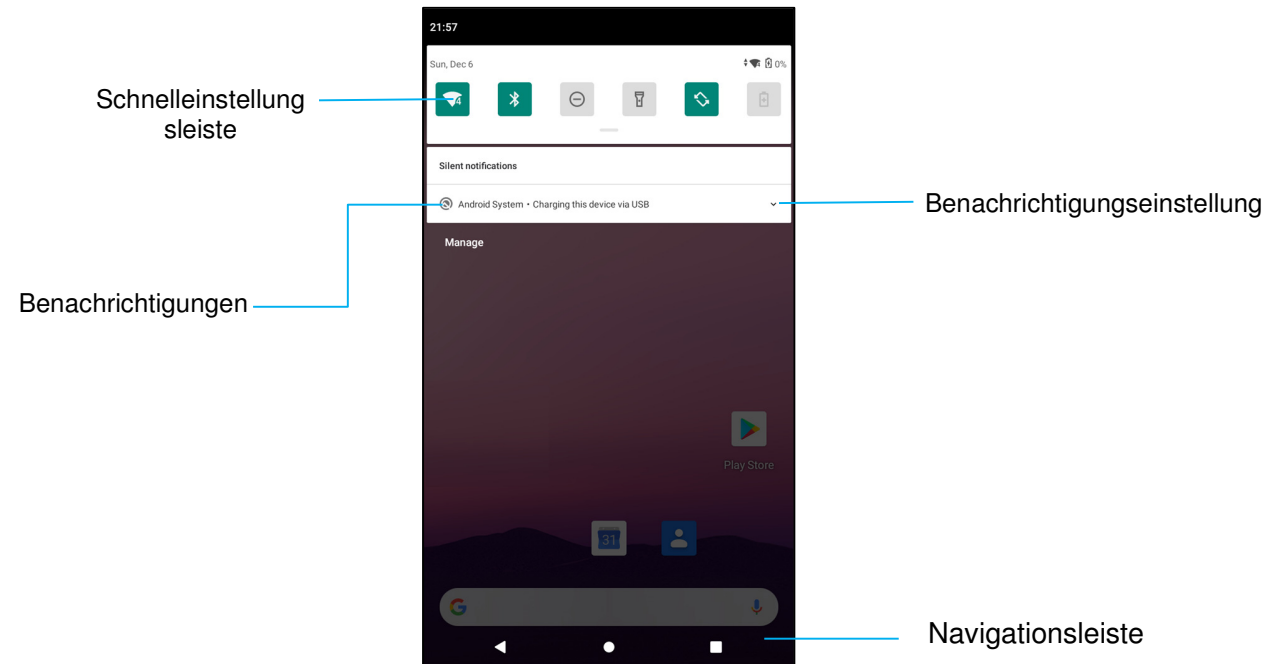 21:57
Sun, Dec 6
0%
4
Schnelleinstellung
sleiste
Silent notifications
Android System • Charging this device via USB
Benachrichtigungseinstellung
Manage
Benachrichtigungen
Play Store
31
G
Navigationsleiste